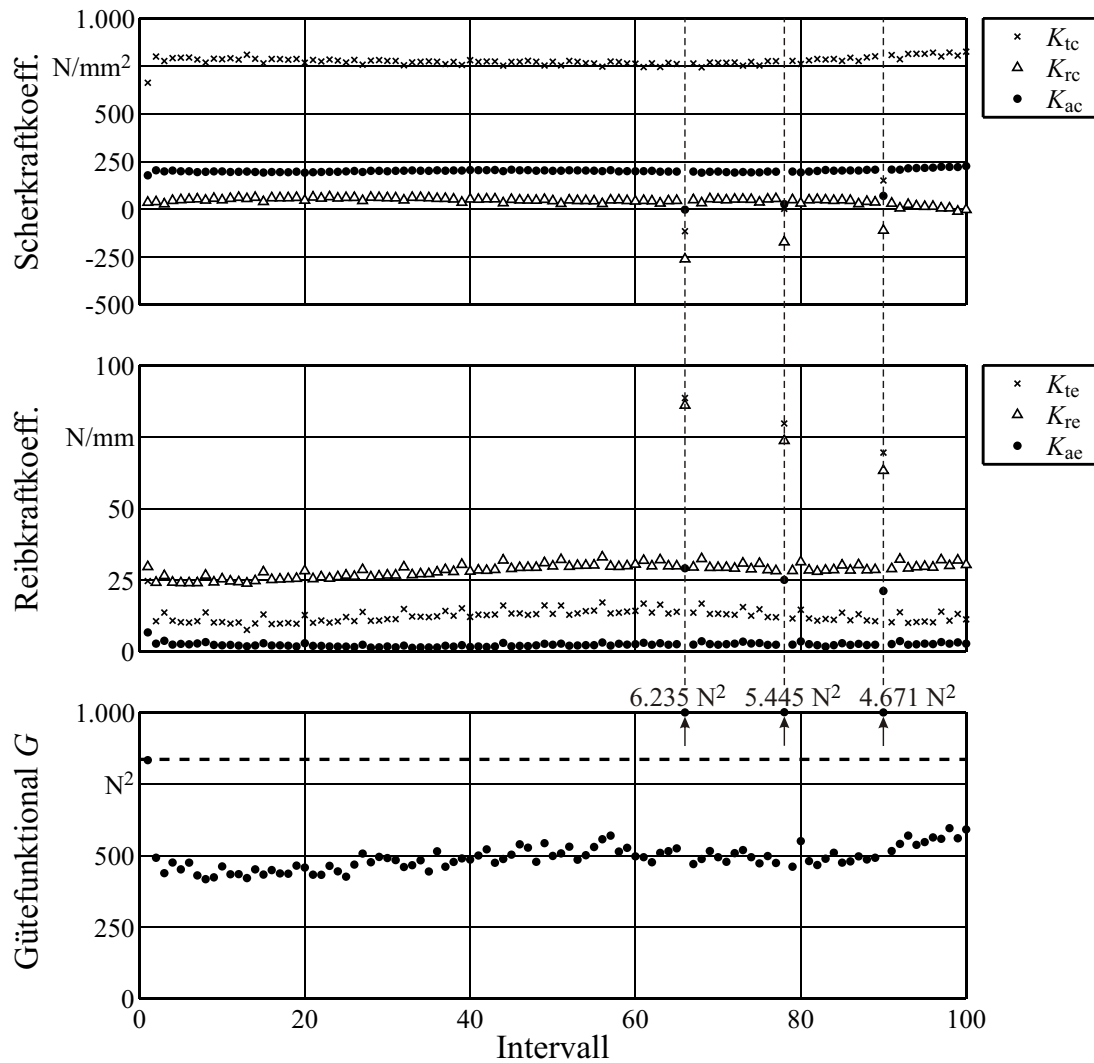 Scherkraftkoeff.
1.000
N/mm²
500
250
0
-250
-500
K_tc
K_rc
K_ac
Reibkraftkoeff.
100
N/mm
50
25
0
K_te
K_re
K_ae
6.235 N² 5.445 N² 4.671 N²
Gütefunktional G
1.000
N²
500
250
0
0 20 40 60 80 100
Intervall